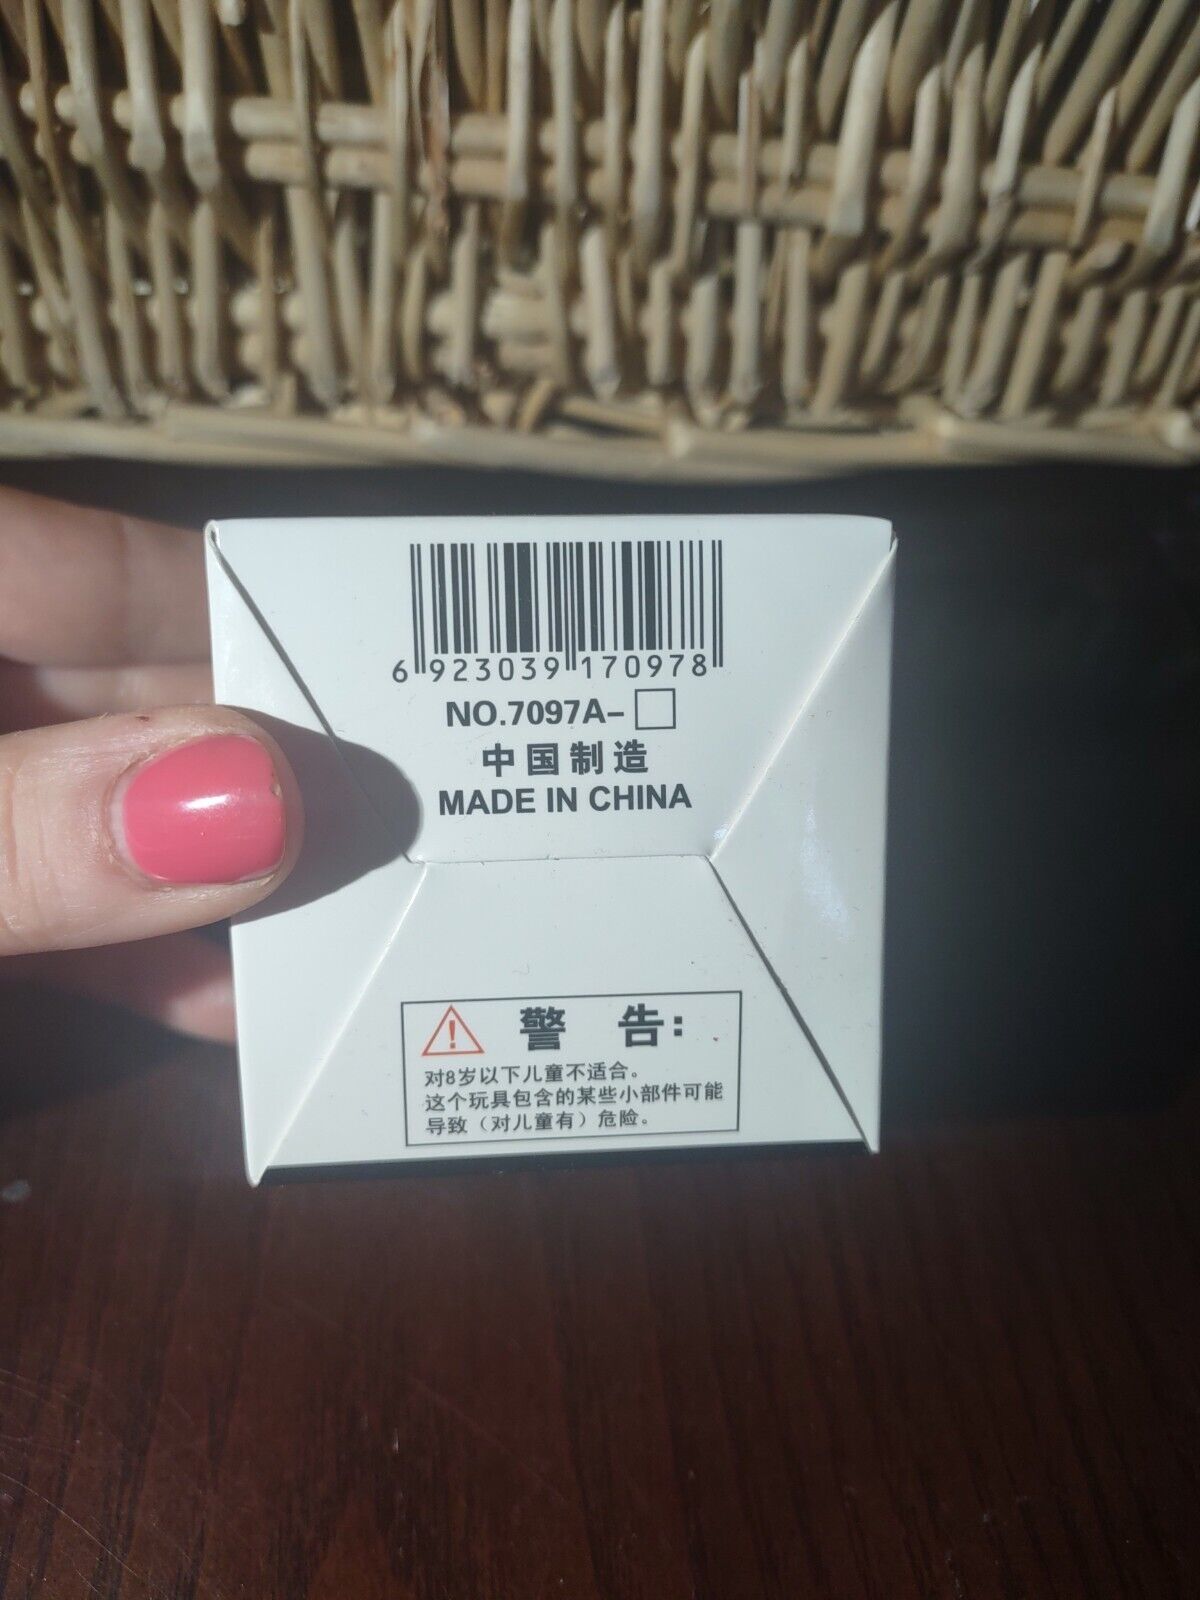 6 923039 170978
NO.7097A-□
中国制造
MADE IN CHINA
警 告:
对8岁以下儿童不适合。
这个玩具包含的某些小部件可能
导致（对儿童有）危险。